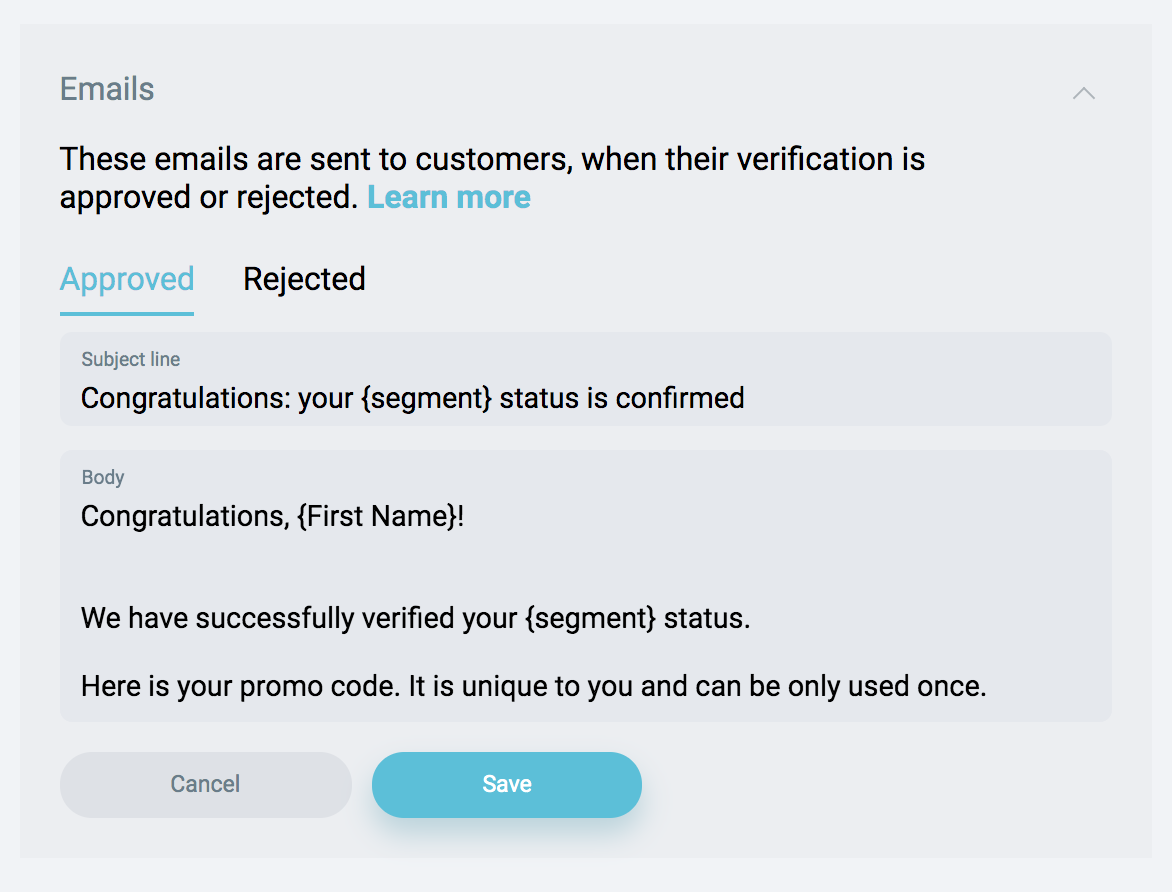 Emails
These emails are sent to customers, when their verification is
approved or rejected. Learn more
Approved Rejected
Subject line
Congratulations: your {segment} status is confirmed
Body
Congratulations, {First Name}!
We have successfully verified your {segment} status.
Here is your promo code. It is unique to you and can be only used once.
Cancel Save